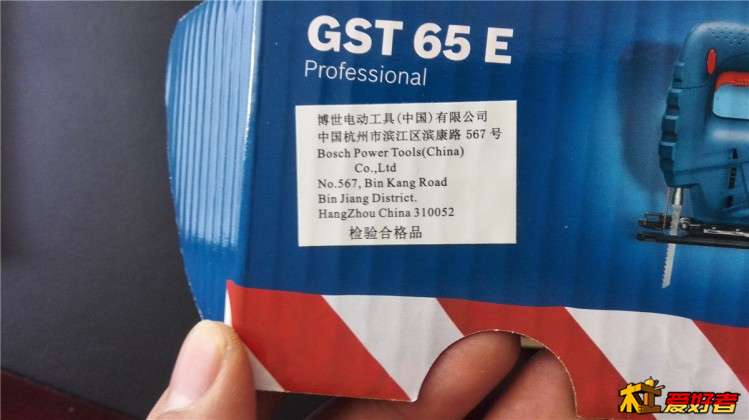 GST 65 E
Professional
博世电动工具(中国)有限公司
中国杭州市滨江区滨康路 567 号
Bosch Power Tools(China)
Co.,Ltd
No.567, Bin Kang Road
Bin Jiang District.
HangZhou China 310052
检验合格品
木工爱好者